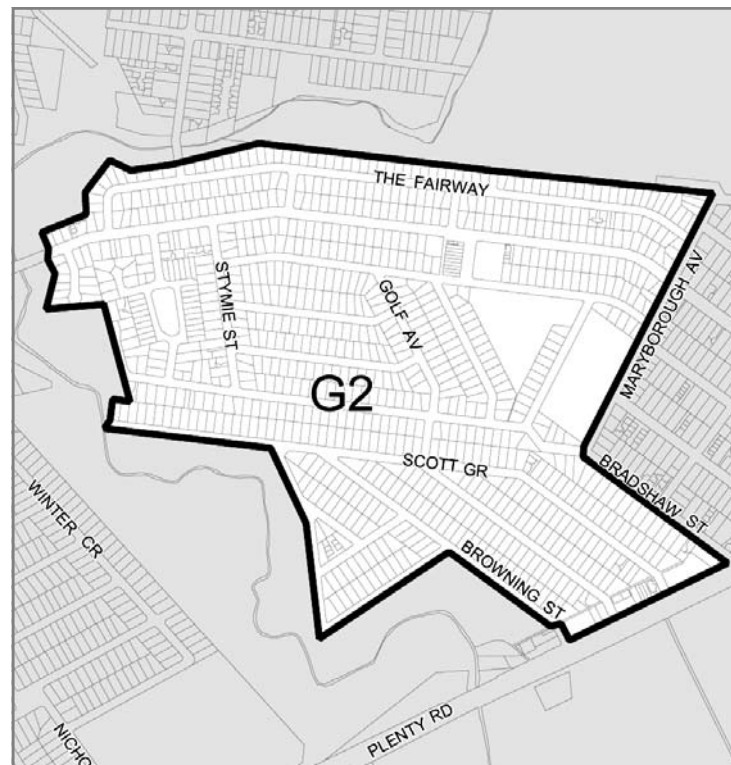 THE FAIRWAY
STYMIE ST
GOLF AV
MARYBOROUGH AV
G2
SCOTT GR
BRADSHAW ST
WINTER CR
BROWNING ST
PLENTY RD
NICHO